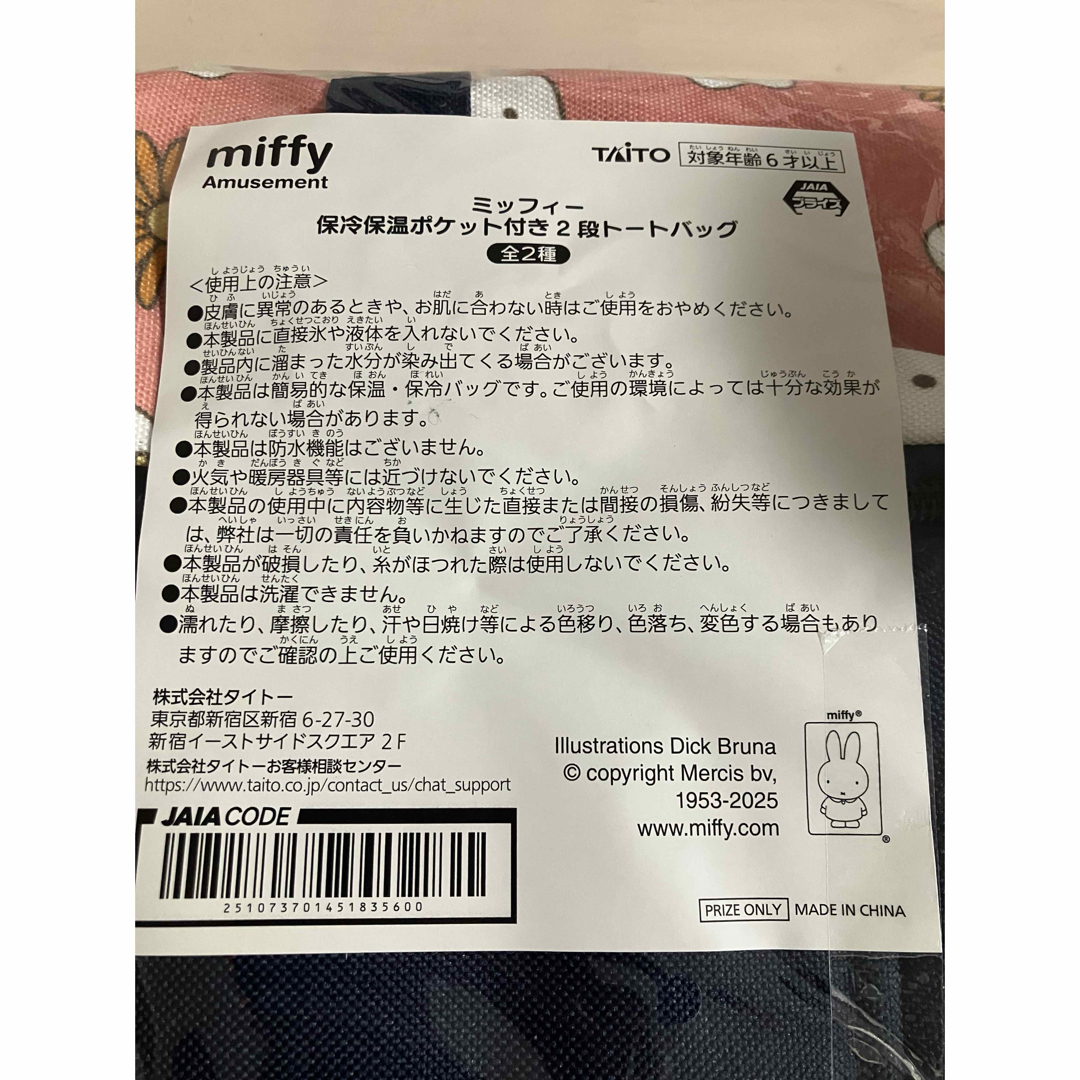 miffy
Amusement
TAITO
対象年齢6才以上
JAIA
プライズ
ミッフィー
保冷保温ポケット付き2段トートバッグ
全2種
<使用上の注意>
●皮膚に異常のあるときや、お肌に合わない時はご使用をおやめください。
●本製品に直接氷や液体を入れないでください。
●製品内に溜まった水分が染み出てくる場合がございます。
●本製品は簡易的な保温・保冷バッグです。ご使用の環境によっては十分な効果が
得られない場合があります。
●本製品は防水機能はございません。
●火気や暖房器具等には近づけないでください。
●本製品の使用中に内容物等に生じた直接または間接の損傷、紛失等につきまして
は、弊社は一切の責任を負いかねますのでご了承ください。
●本製品が破損したり、糸がほつれた際は使用しないでください。
●本製品は洗濯できません。
●濡れたり、摩擦したり、汗や日焼け等による色移り、色落ち、変色する場合もあり
ますのでご確認の上ご使用ください。
株式会社タイトー
東京都新宿区新宿6-27-30
新宿イーストサイドスクエア2F
株式会社タイトーお客様相談センター
https://www.taito.co.jp/contact_us/chat_support
JAIA CODE
251073701451835600
Illustrations Dick Bruna
© copyright Mercis bv,
1953-2025
www.miffy.com
miffy®
®
PRIZE ONLY MADE IN CHINA